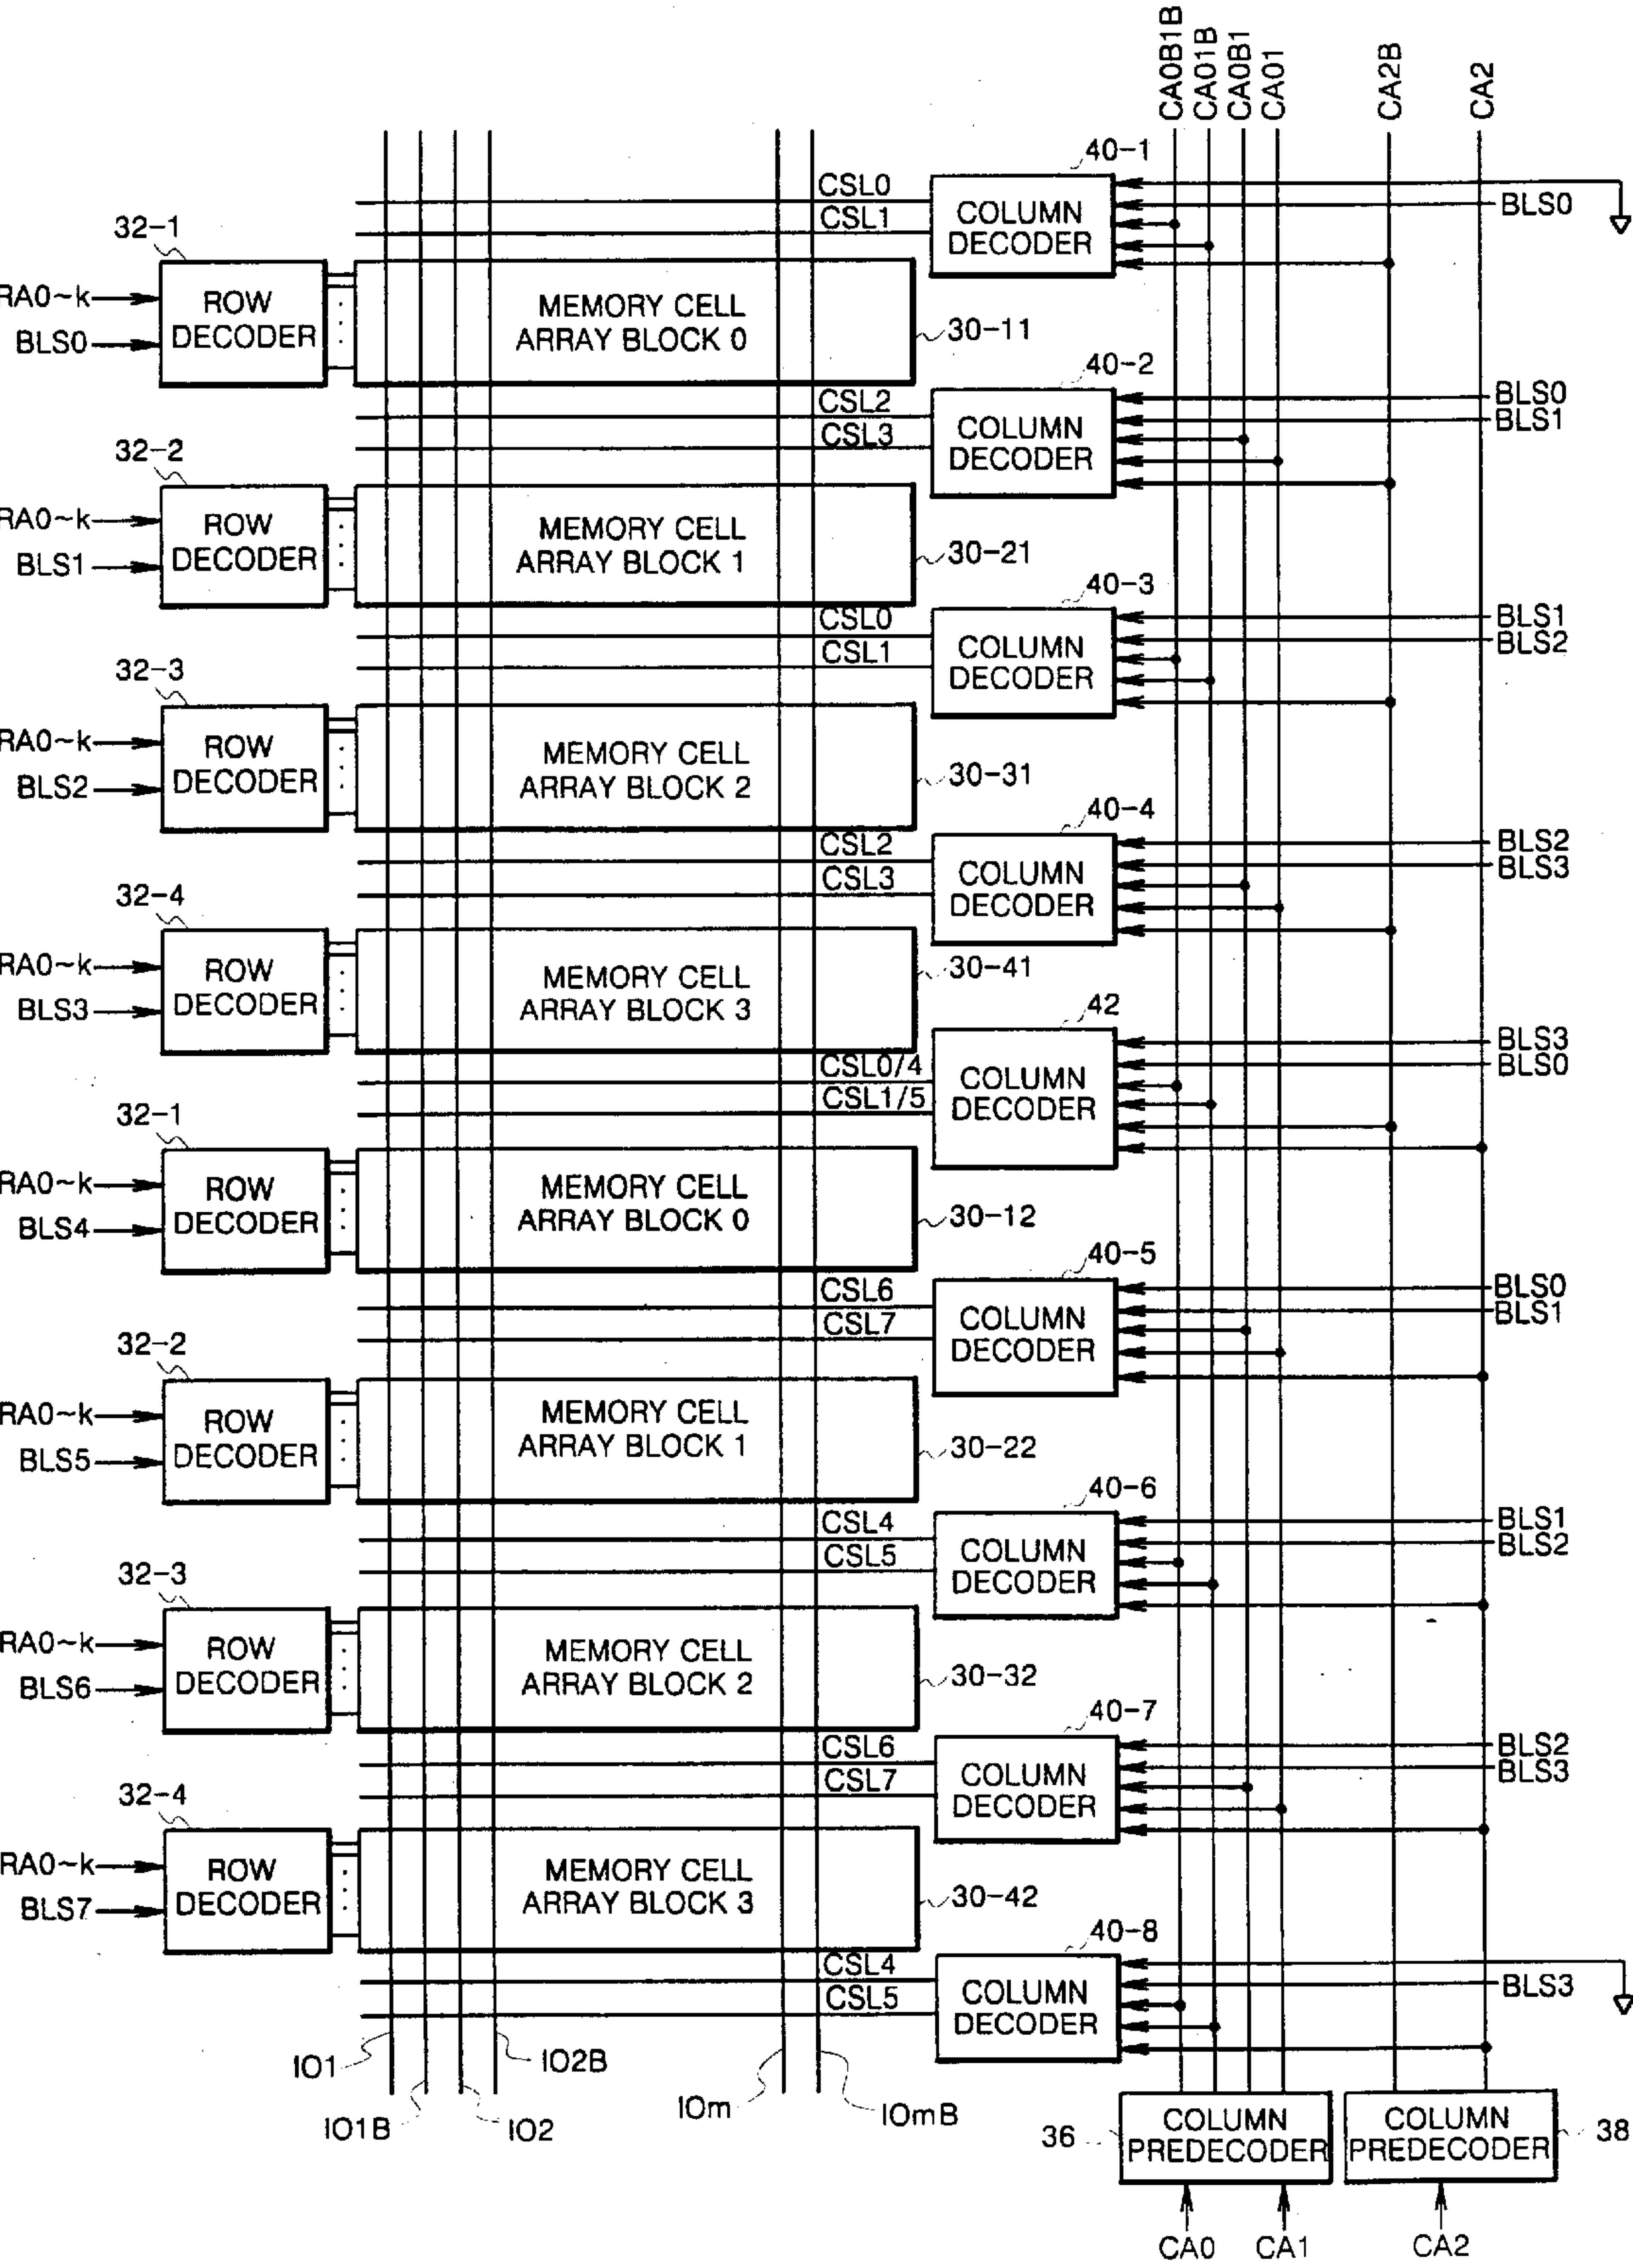 CA0B1B
CA01B
CA0B1
CA01
CA2B
CA2
40-1
CSL0
CSL1
COLUMN
DECODER
BLS0
32-1
RA0~k
BLS0
ROW
DECODER
MEMORY CELL
ARRAY BLOCK 0
30-11
40-2
CSL2
CSL3
COLUMN
DECODER
BLS0
BLS1
32-2
RA0~k
BLS1
ROW
DECODER
MEMORY CELL
ARRAY BLOCK 1
30-21
40-3
CSL0
CSL1
COLUMN
DECODER
BLS1
BLS2
32-3
RA0~k
BLS2
ROW
DECODER
MEMORY CELL
ARRAY BLOCK 2
30-31
40-4
CSL2
CSL3
COLUMN
DECODER
BLS2
BLS3
32-4
RA0~k
BLS3
ROW
DECODER
MEMORY CELL
ARRAY BLOCK 3
30-41
42
CSL0/4
CSL1/5
COLUMN
DECODER
BLS3
BLS0
32-1
RA0~k
BLS4
ROW
DECODER
MEMORY CELL
ARRAY BLOCK 0
30-12
40-5
CSL6
CSL7
COLUMN
DECODER
BLS0
BLS1
32-2
RA0~k
BLS5
ROW
DECODER
MEMORY CELL
ARRAY BLOCK 1
30-22
40-6
CSL4
CSL5
COLUMN
DECODER
BLS1
BLS2
32-3
RA0~k
BLS6
ROW
DECODER
MEMORY CELL
ARRAY BLOCK 2
30-32
40-7
CSL6
CSL7
COLUMN
DECODER
BLS2
BLS3
32-4
RA0~k
BLS7
ROW
DECODER
MEMORY CELL
ARRAY BLOCK 3
30-42
40-8
CSL4
CSL5
COLUMN
DECODER
BLS3
IO1
IO1B
IO2
IO2B
IOm
IOmB
36
COLUMN
PREDECODER
COLUMN
PREDECODER
38
CA0
CA1
CA2